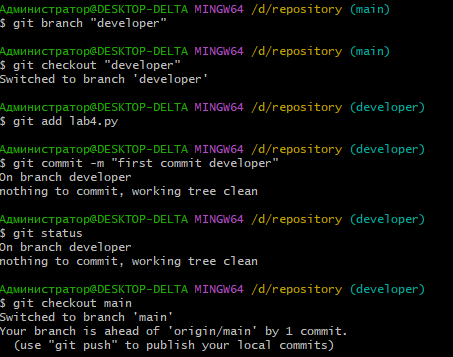 Администратор@DESKTOP-DELTA MINGW64 /d/repository (main)
$ git branch "developer"
Администратор@DESKTOP-DELTA MINGW64 /d/repository (main)
$ git checkout "developer"
Switched to branch 'developer'
Администратор@DESKTOP-DELTA MINGW64 /d/repository (developer)
$ git add lab4.py
Администратор@DESKTOP-DELTA MINGW64 /d/repository (developer)
$ git commit -m "first commit developer"
On branch developer
nothing to commit, working tree clean
Администратор@DESKTOP-DELTA MINGW64 /d/repository (developer)
$ git status
On branch developer
nothing to commit, working tree clean
Администратор@DESKTOP-DELTA MINGW64 /d/repository (developer)
$ git checkout main
Switched to branch 'main'
Your branch is ahead of 'origin/main' by 1 commit.
  (use "git push" to publish your local commits)